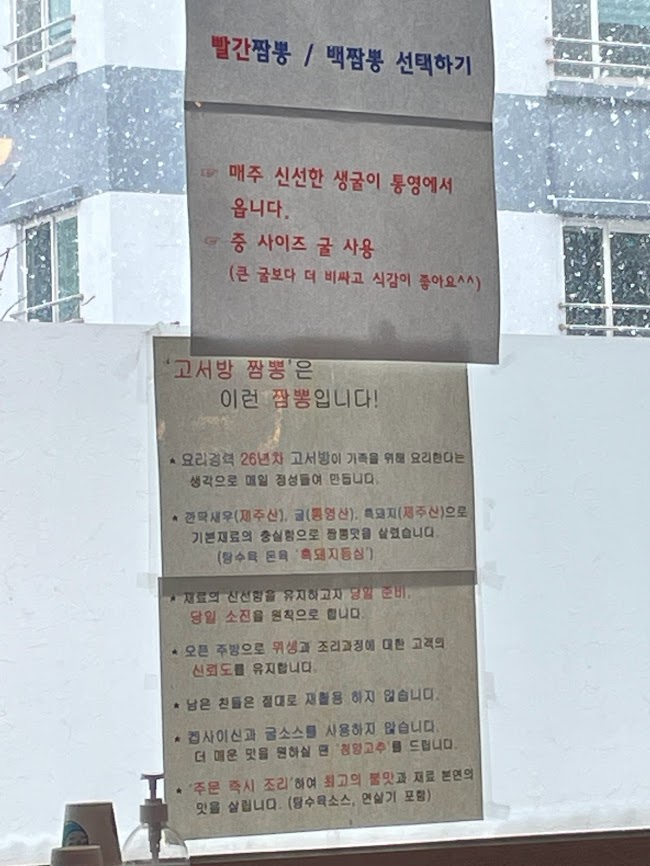 빨간짬뽕 / 백짬뽕 선택하기
☞ 매주 신선한 생굴이 통영에서
옵니다.
☞ 중 사이즈 굴 사용
(큰 굴보다 더 비싸고 식감이 좋아요^^)
'고서방 짬뽕'은
이런 짬뽕입니다!
* 요리경력 26년차 고서방이 가족을 위해 요리한다는
생각으로 매일 정성들여 만듭니다.
* 깐딱새우(제주산), 굴(통영산), 흑돼지(제주산)으로
기본재료의 충실함으로 짬뽕맛을 살렸습니다.
(탕수육 돈육 '흑돼지등심')
* 재료의 신선함을 유지하고자 당일 준비,
당일 소진을 원칙으로 합니다.
* 오픈 주방으로 위생과 조리과정에 대한 고객의
신뢰도를 유지합니다.
* 남은 찬들은 절대로 재활용 하지 않습니다.
* 켑사이신과 굴소스를 사용하지 않습니다.
더 매운 맛을 원하실 땐 '청양고추'를 드립니다.
* '주문 즉시 조리'하여 최고의 불맛과 재료 본연의
맛을 살립니다. (탕수육소스, 면삶기 포함)